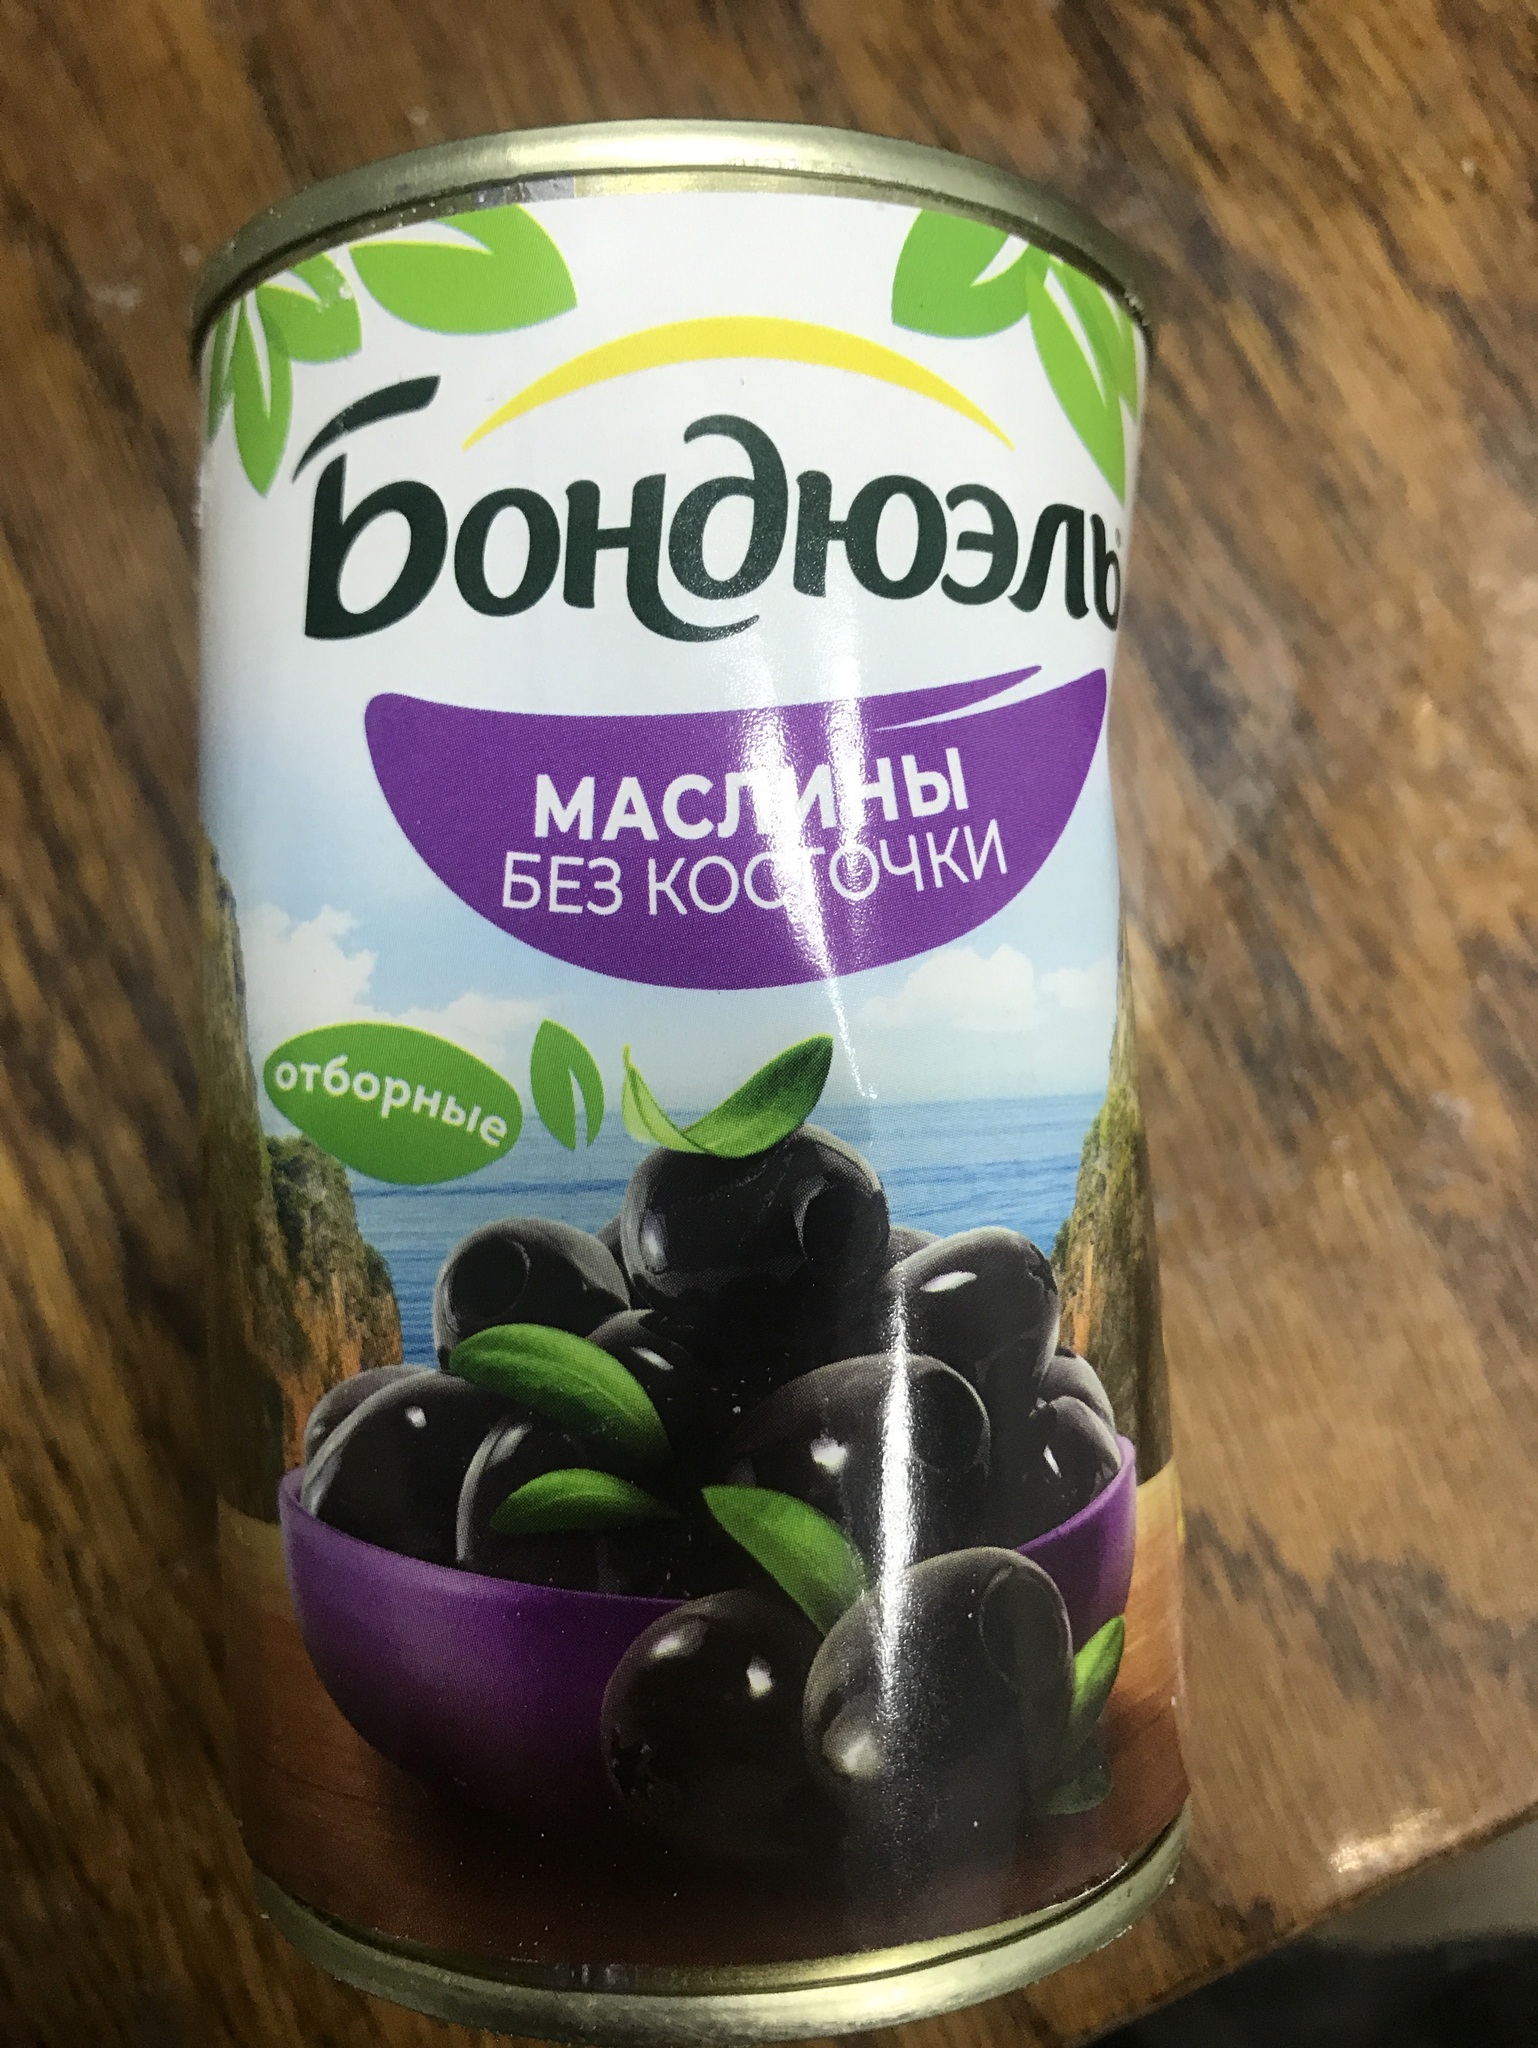 Бондюэль
МАСЛИНЫ
БЕЗ КОСТОЧКИ
отборные